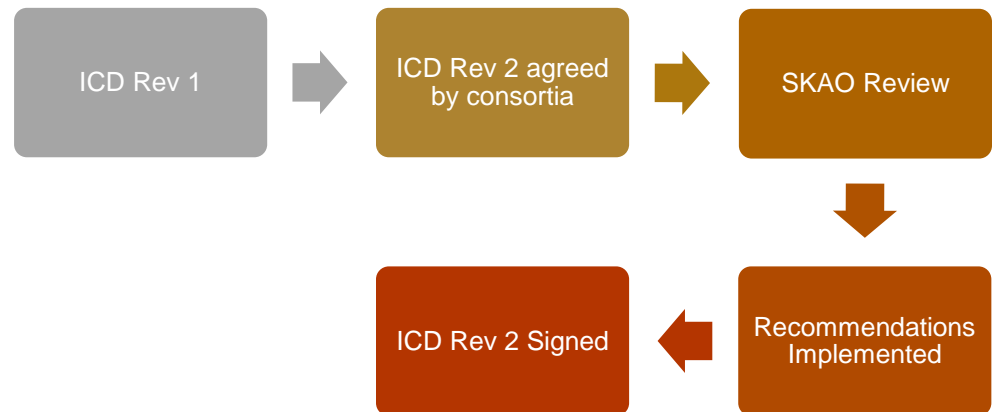 ICD Rev 1
ICD Rev 2 agreed
by consortia
SKAO Review
Recommendations
Implemented
ICD Rev 2 Signed